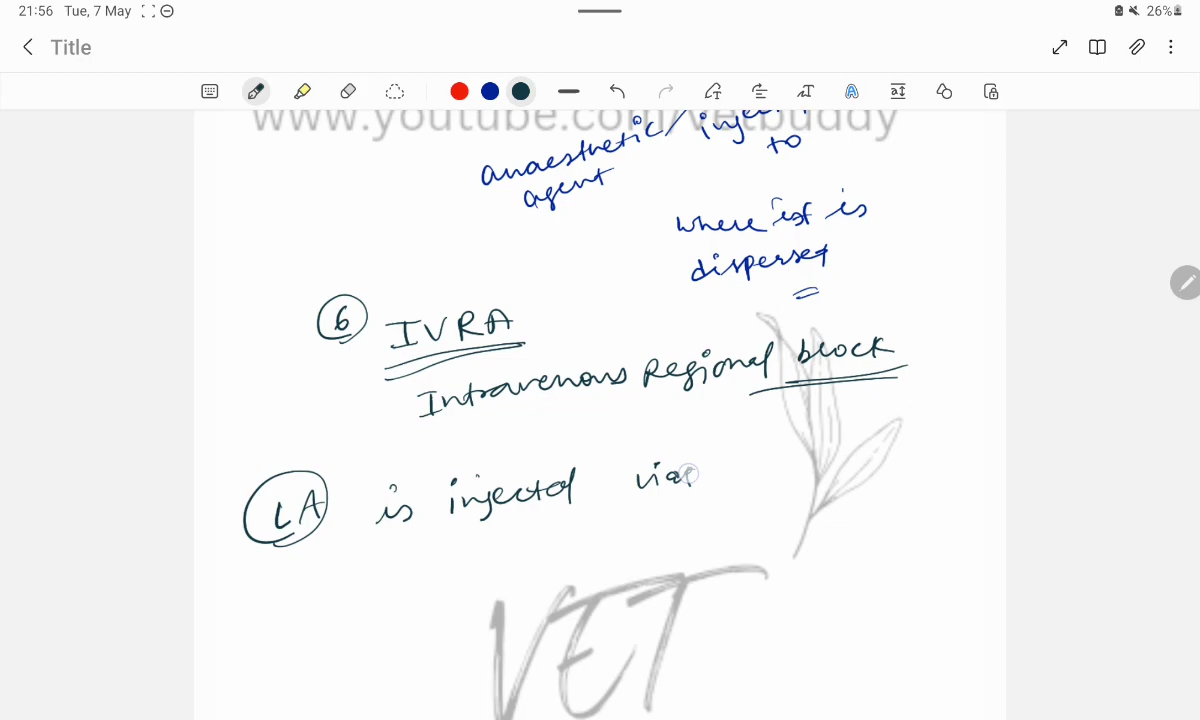 21:56 Tue, 7 May
26%
Title
www.youtube.com/vetbuddy
anaesthetic/
agent
to
where is
dispersed
6 IVRA
Intravenous Regional block
LA is injected via
VET